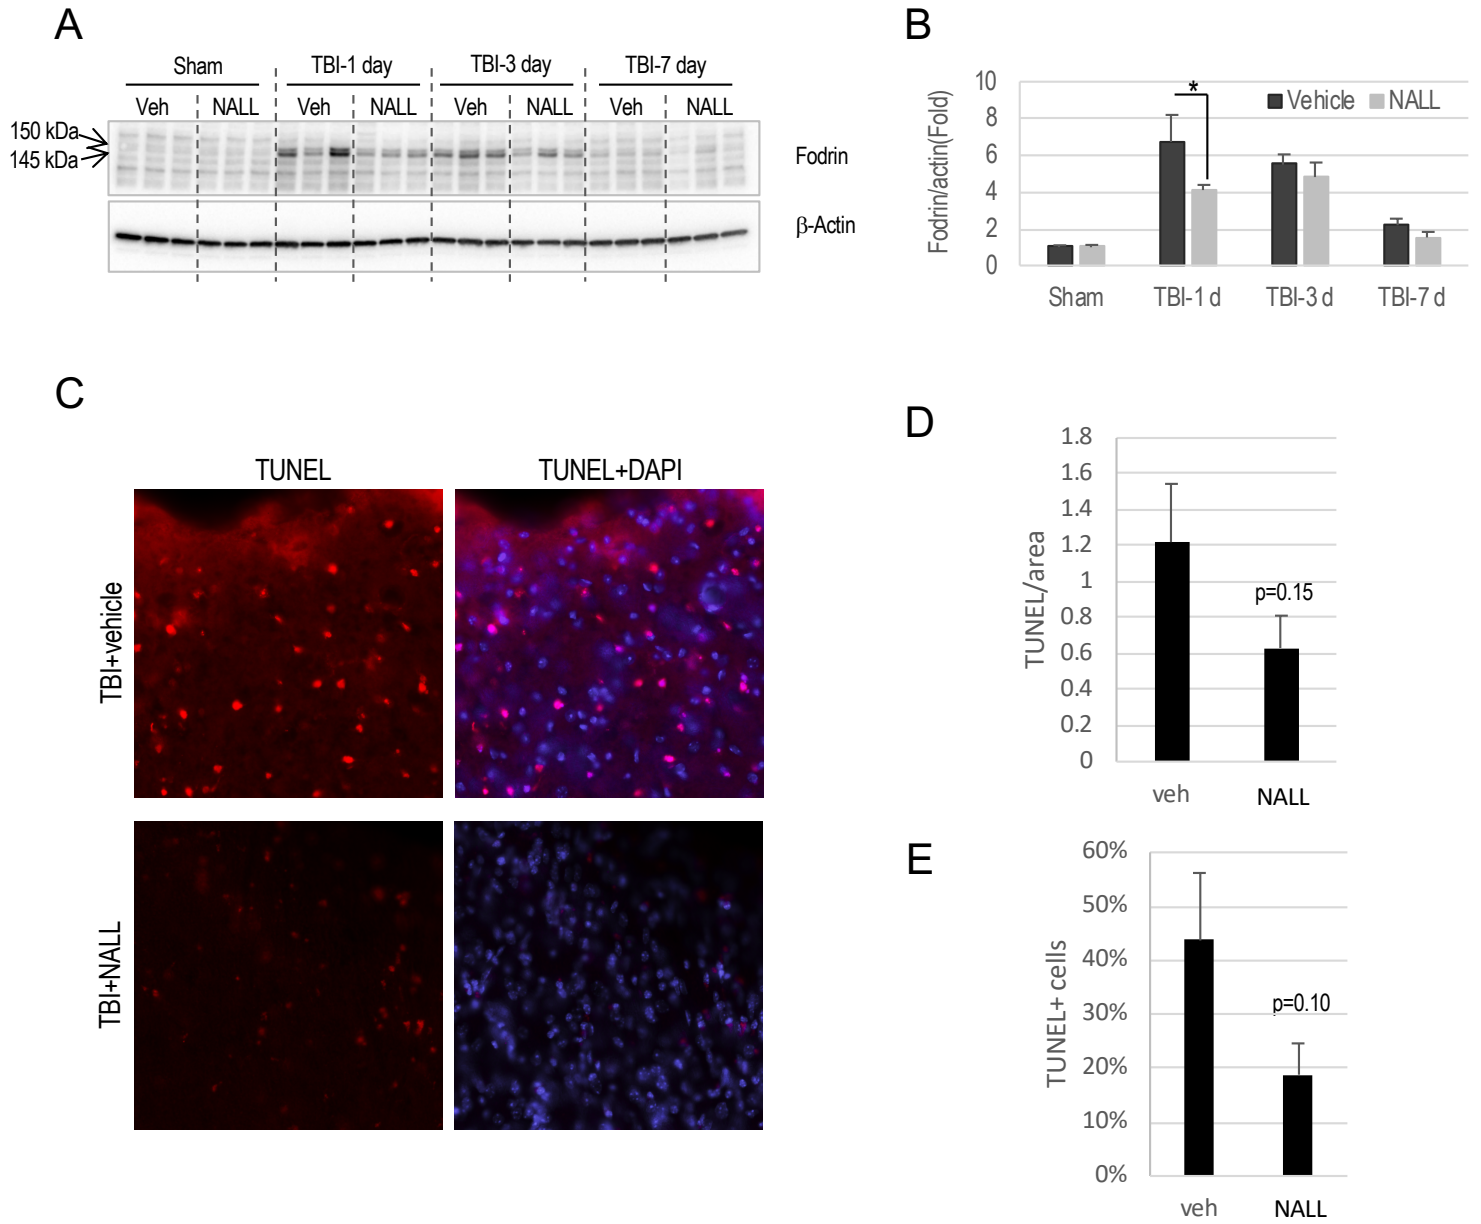 A
Sham
TBI-1 day
TBI-3 day
TBI-7 day
Veh
NALL
Veh
NALL
Veh
NALL
Veh
NALL
150 kDa
145 kDa
Fodrin
β-Actin
B
Fodrin/actin(Fold)
10
8
6
4
2
0
*
Vehicle
NALL
Sham
TBI-1 d
TBI-3 d
TBI-7 d
C
TUNEL
TUNEL+DAPI
TBI+vehicle
TBI+NALL
D
TUNEL/area
1.8
1.6
1.4
1.2
1
0.8
0.6
0.4
0.2
0
p=0.15
veh
NALL
E
TUNEL+ cells
60%
50%
40%
30%
20%
10%
0%
p=0.10
veh
NALL